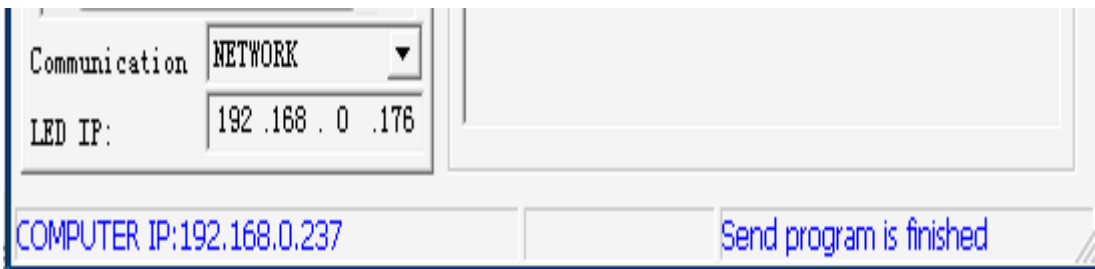 Communication NETWORK
LED IP: 192 .168 . 0 .176
COMPUTER IP:192.168.0.237 Send program is finished